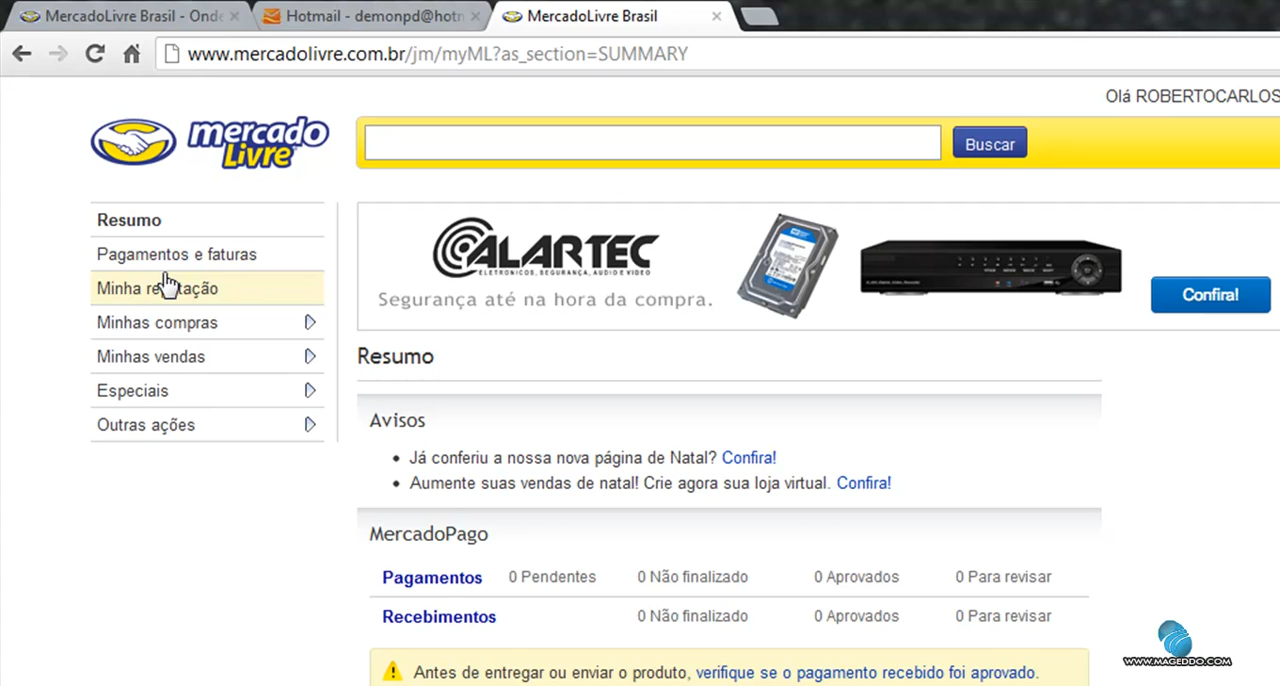 MercadoLivre Brasil - Onde
Hotmail - demonpd@hotn
MercadoLivre Brasil
www.mercadolivre.com.br/jm/myML?as_section=SUMMARY
Olá ROBERTOCARLOS
mercado
Livre
Buscar
Resumo
Pagamentos e faturas
Minha
Minhas compras
Minhas vendas
Especiais
Outras ações
ALARTEC
ELETRONICOS, SEGURANÇA, AUDIO E VIDEO
Segurança até na hora da compra.
Confira!
Resumo
Avisos
• Já conferiu a nossa nova página de Natal? Confira!
• Aumente suas vendas de natal! Crie agora sua loja virtual. Confira!
MercadoPago
Pagamentos 0 Pendentes 0 Não finalizado 0 Aprovados 0 Para revisar
Recebimentos 0 Não finalizado 0 Aprovados 0 Para revisar
Antes de entregar ou enviar o produto, verifique se o pagamento recebido foi aprovado.
WWW.MAGEDDO.COM